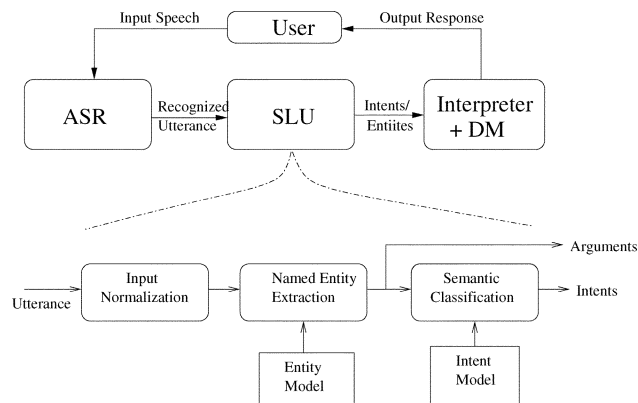 Input Speech
User
Output Response
ASR
Recognized
Utterance
SLU
Intents/
Entiites
Interpreter
+ DM
Utterance
Input
Normalization
Named Entity
Extraction
Semantic
Classification
Arguments
Intents
Entity
Model
Intent
Model